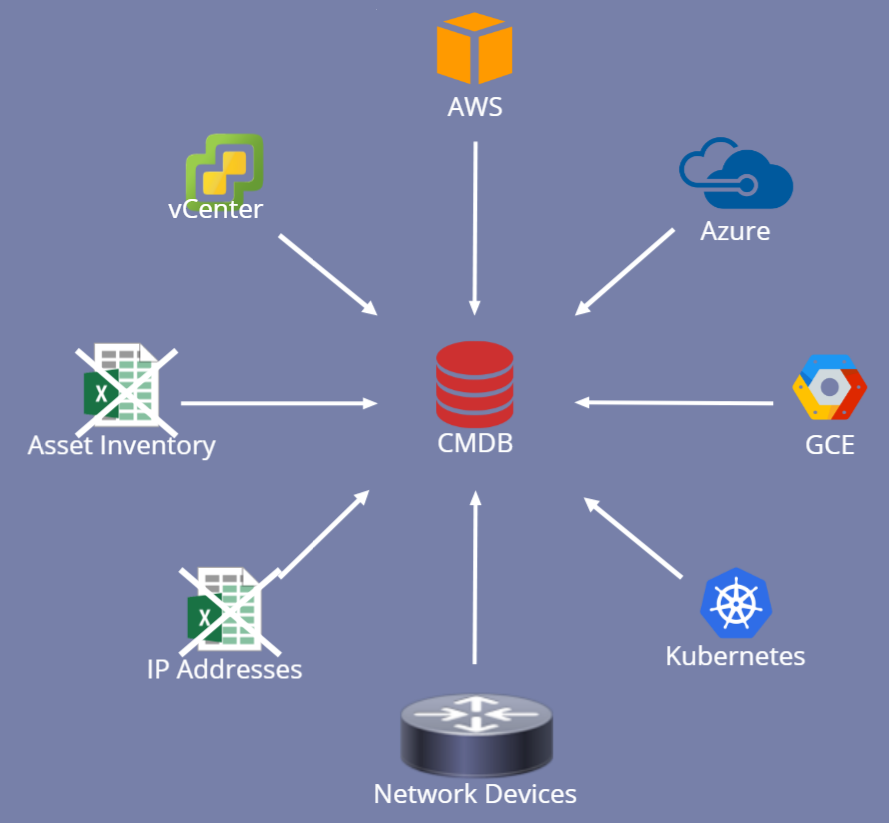 AWS
vCenter
Azure
X
Asset Inventory
CMDB
GCE
X
IP Addresses
Kubernetes
Network Devices